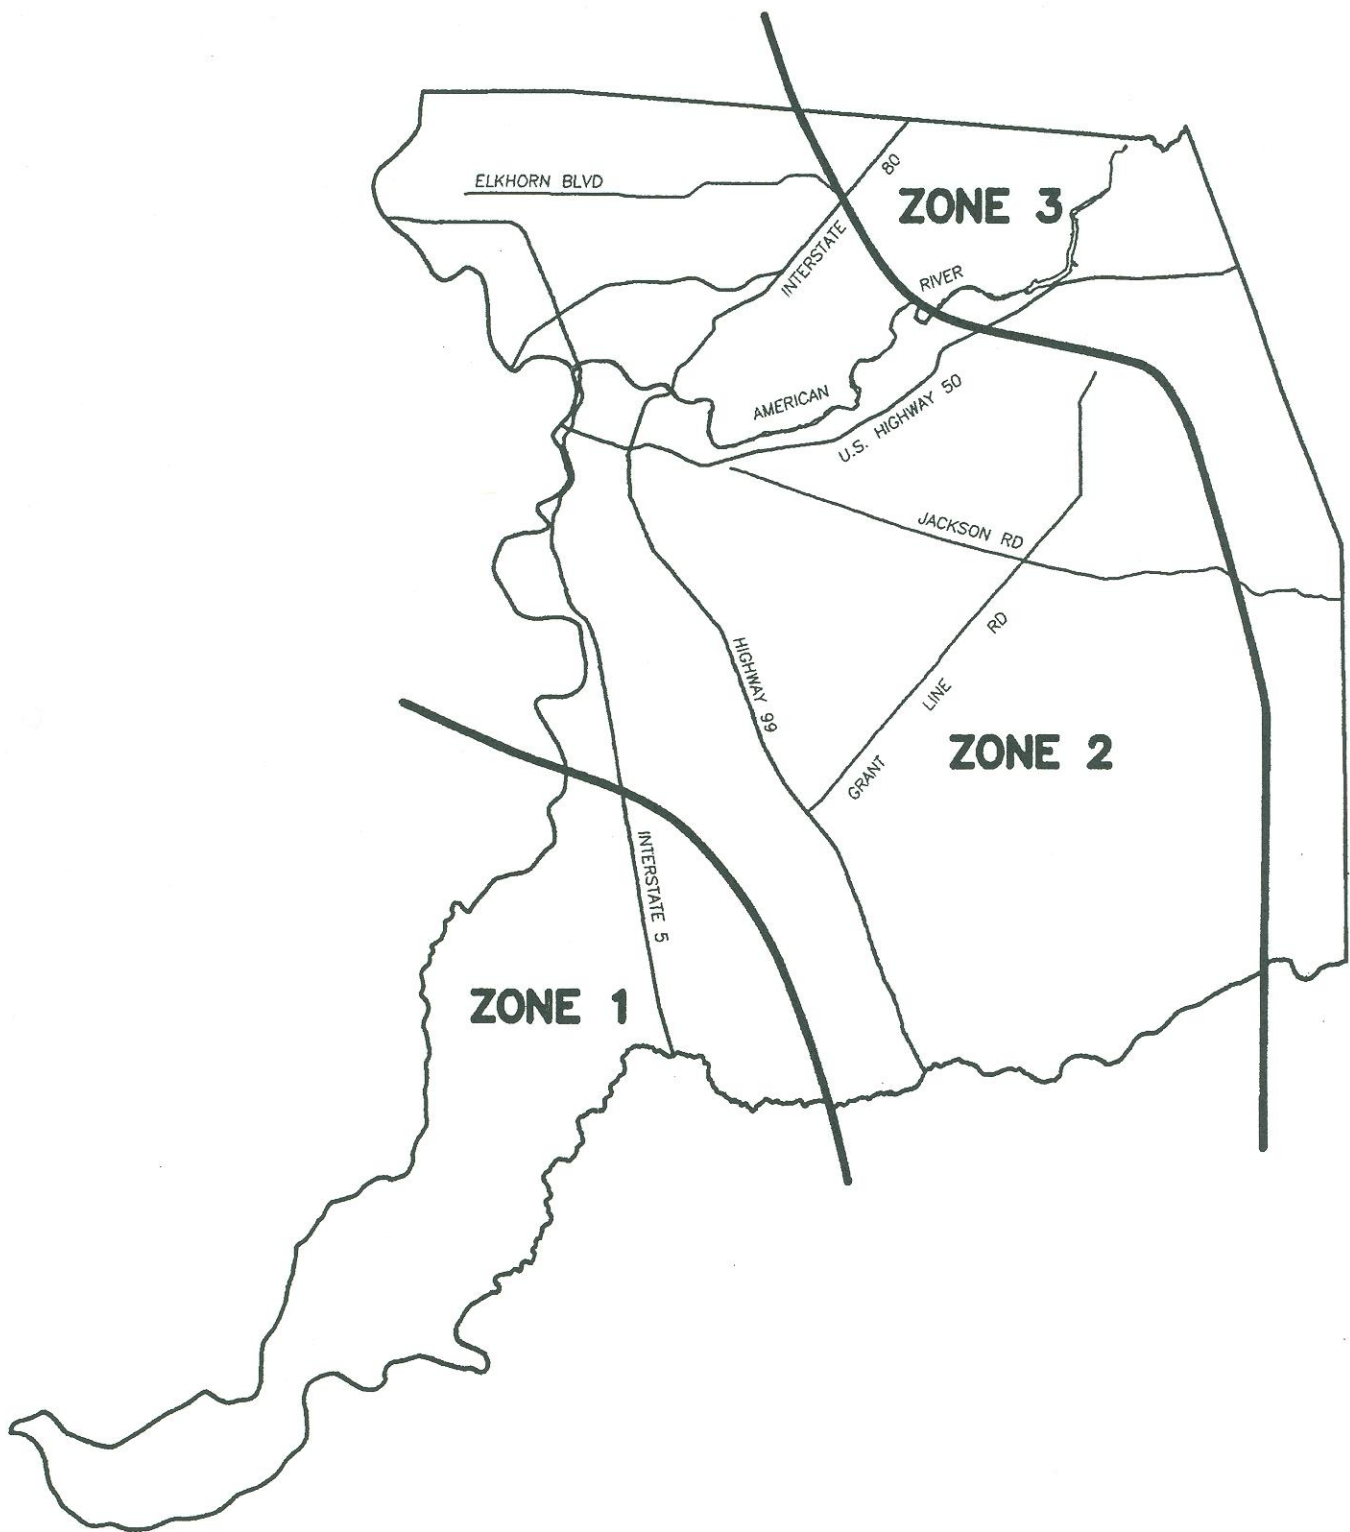 ELKHORN BLVD
80
INTERSTATE
ZONE 3
RIVER
AMERICAN
U.S. HIGHWAY 50
JACKSON RD
RD
LINE
GRANT
HIGHWAY 99
ZONE 2
INTERSTATE 5
ZONE 1